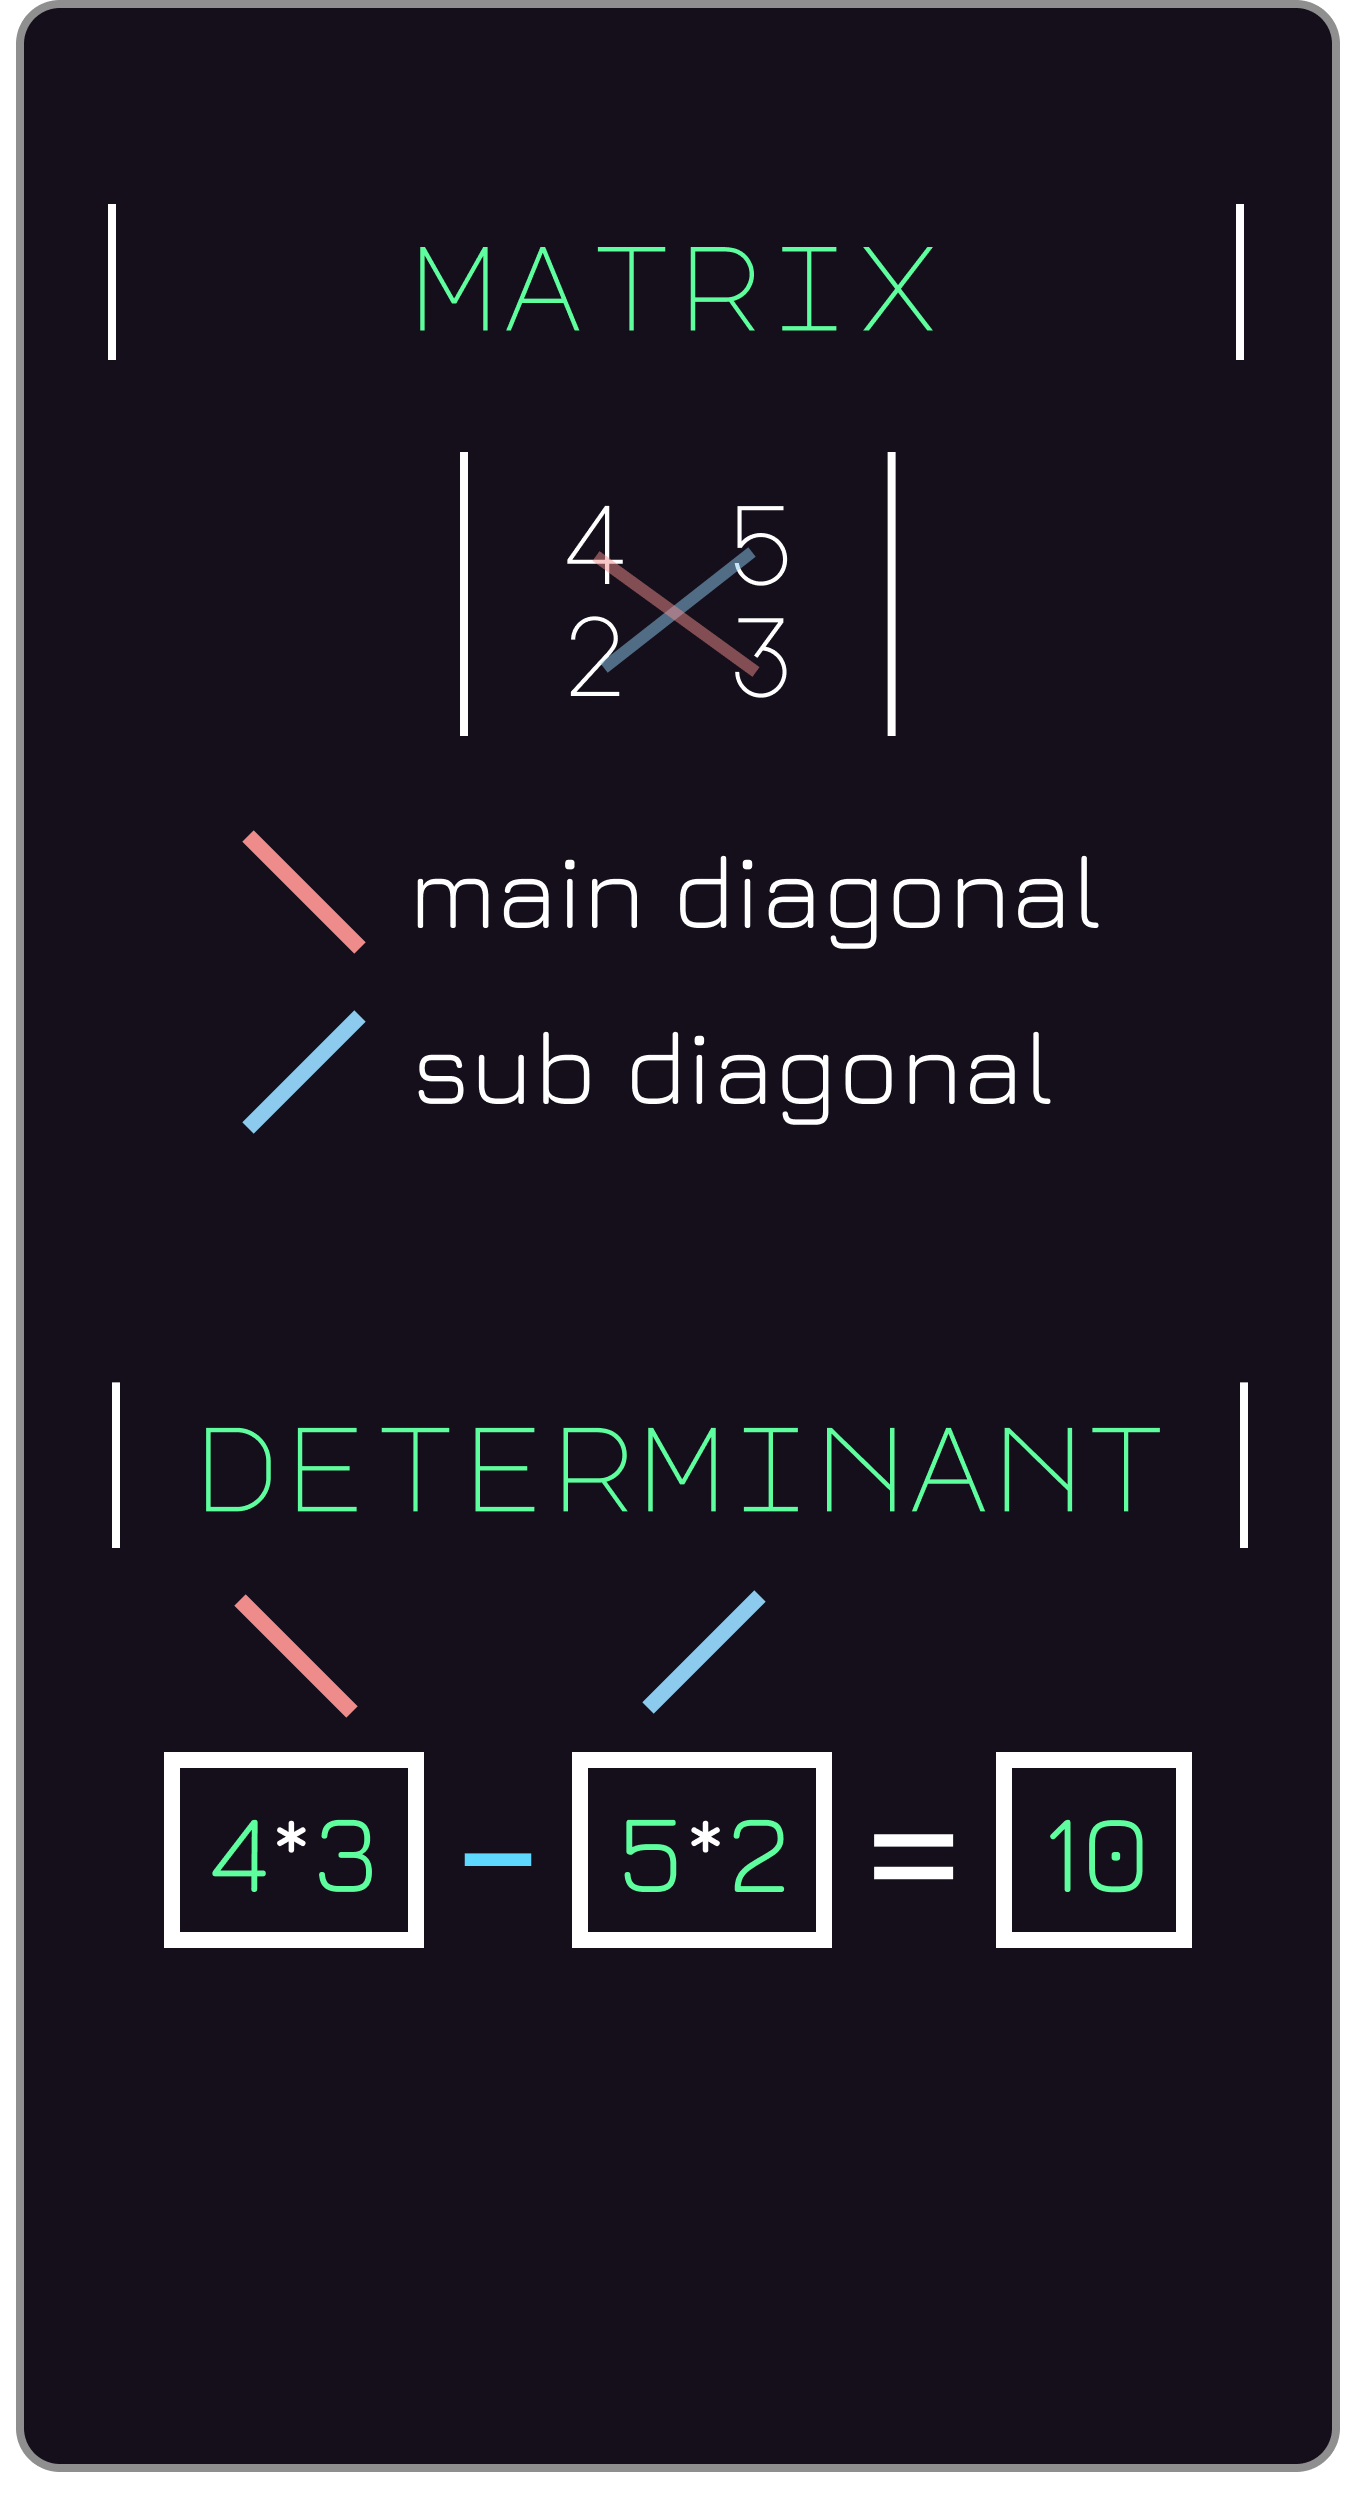 MATRIX
4 5
2 3
main diagonal
sub diagonal
DETERMINANT
4*3 - 5*2 = 10